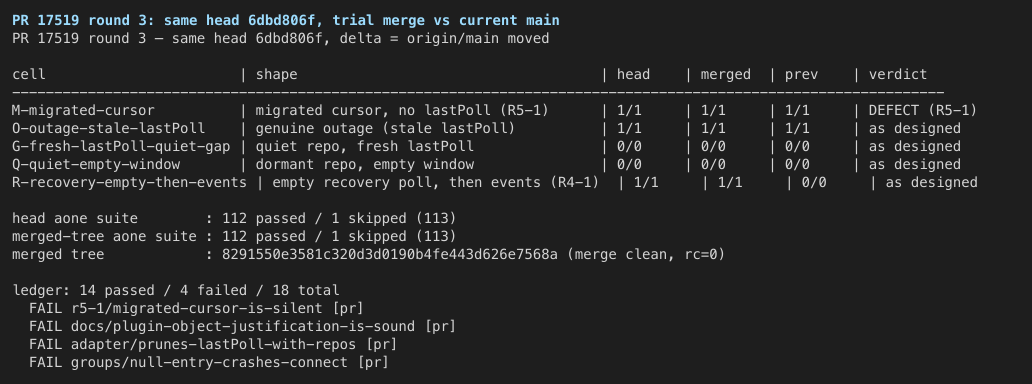 PR 17519 round 3: same head 6dbd806f, trial merge vs current main
PR 17519 round 3 — same head 6dbd806f, delta = origin/main moved
cell | shape | head | merged | prev | verdict
M-migrated-cursor | migrated cursor, no lastPoll (R5-1) | 1/1 | 1/1 | 1/1 | DEFECT (R5-1)
O-outage-stale-lastPoll | genuine outage (stale lastPoll) | 1/1 | 1/1 | 1/1 | as designed
G-fresh-lastPoll-quiet-gap | quiet repo, fresh lastPoll | 0/0 | 0/0 | 0/0 | as designed
Q-quiet-empty-window | dormant repo, empty window | 0/0 | 0/0 | 0/0 | as designed
R-recovery-empty-then-events | empty recovery poll, then events (R4-1) | 1/1 | 1/1 | 0/0 | as designed
head aone suite : 112 passed / 1 skipped (113)
merged-tree aone suite : 112 passed / 1 skipped (113)
merged tree : 8291550e3581c320d3d0190b4fe443d626e7568a (merge clean, rc=0)
ledger: 14 passed / 4 failed / 18 total
FAIL r5-1/migrated-cursor-is-silent [pr]
FAIL docs/plugin-object-justification-is-sound [pr]
FAIL adapter/prunes-lastPoll-with-repos [pr]
FAIL groups/null-entry-crashes-connect [pr]